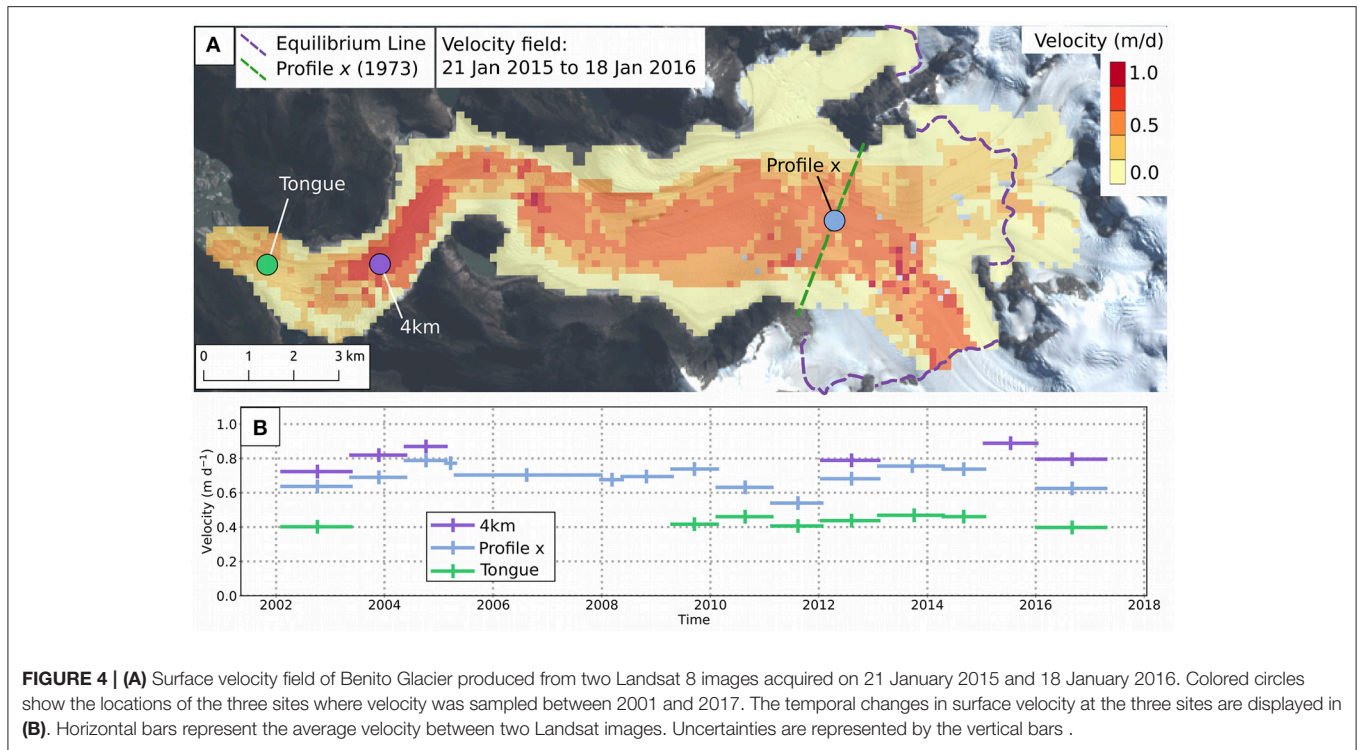 A
Equilibrium Line
Profile x (1973)
Velocity field:
21 Jan 2015 to 18 Jan 2016
Velocity (m/d)
1.0
0.5
0.0
Profile x
Tongue
4km
0 1 2 3 km
B
1.0
0.8
0.6
0.4
0.2
0.0
Velocity (m d⁻¹)
4km
Profile x
Tongue
2002 2004 2006 2008 2010 2012 2014 2016 2018
Time
FIGURE 4 | (A) Surface velocity field of Benito Glacier produced from two Landsat 8 images acquired on 21 January 2015 and 18 January 2016. Colored circles
show the locations of the three sites where velocity was sampled between 2001 and 2017. The temporal changes in surface velocity at the three sites are displayed in
(B). Horizontal bars represent the average velocity between two Landsat images. Uncertainties are represented by the vertical bars .